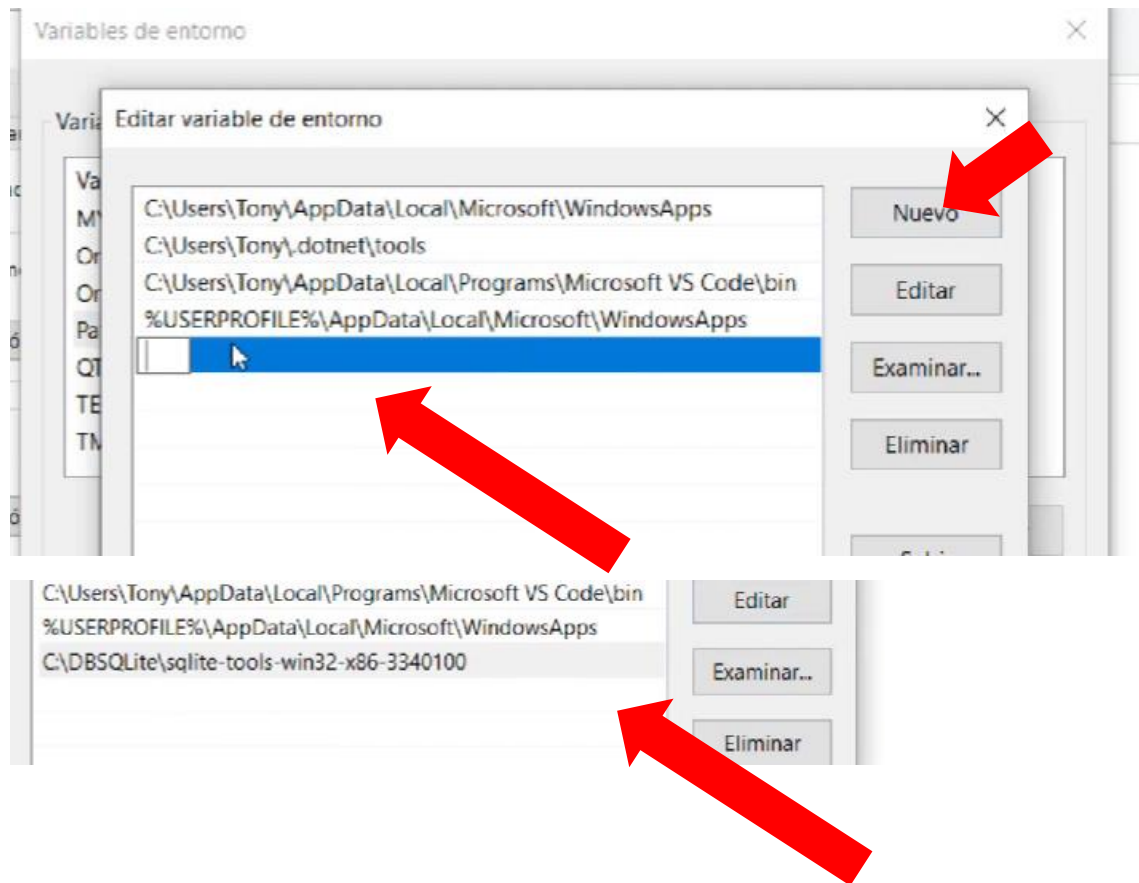 Variables de entorno
Editar variable de entorno
Varia
Va
C:\Users\Tony\AppData\Local\Microsoft\WindowsApps
Nuevo
C:\Users\Tony\.dotnet\tools
Or
C:\Users\Tony\AppData\Local\Programs\Microsoft VS Code\bin
Editar
Or
%USERPROFILE%\AppData\Local\Microsoft\WindowsApps
Pa
Examinar...
QT
TE
Eliminar
C:\Users\Tony\AppData\Local\Programs\Microsoft VS Code\bin
Editar
%USERPROFILE%\AppData\Local\Microsoft\WindowsApps
C:\DBSQLite\sqlite-tools-win32-x86-3340100
Examinar...
Eliminar